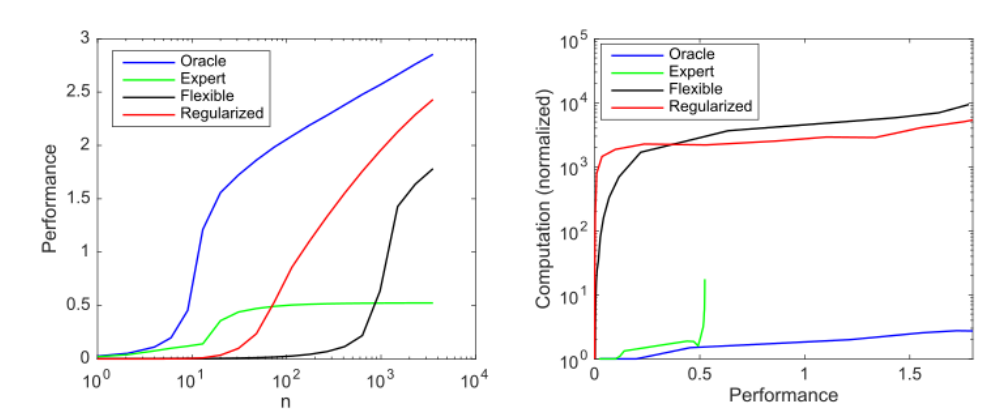 Performance
3
2.5
2
1.5
1
0.5
0
Oracle
Expert
Flexible
Regularized
10^0 10^1 10^2 10^3 10^4
n
Computation (normalized)
10^5
10^4
10^3
10^2
10^1
10^0
Oracle
Expert
Flexible
Regularized
0 0.5 1 1.5
Performance